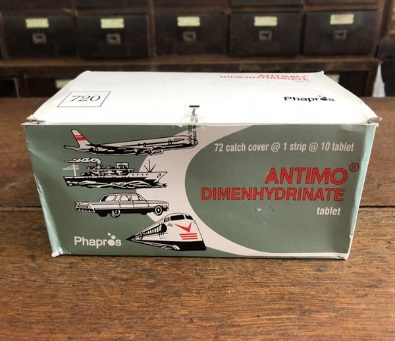 720
ANTIMO
DIMENHYDRINATE
Phapros
72 catch cover @ 1 strip @ 10 tablet
ANTIMO®
DIMENHYDRINATE
tablet
Phapros